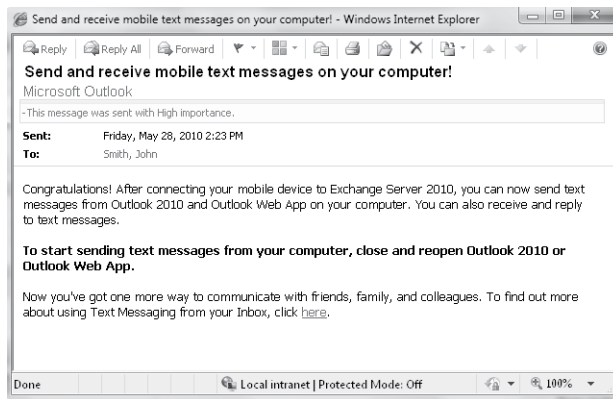 Send and receive mobile text messages on your computer! - Windows Internet Explorer
Reply Reply All Forward
Send and receive mobile text messages on your computer!
Microsoft Outlook
-This message was sent with High importance.
Sent: Friday, May 28, 2010 2:23 PM
To: Smith, John
Congratulations! After connecting your mobile device to Exchange Server 2010, you can now send text
messages from Outlook 2010 and Outlook Web App on your computer. You can also receive and reply
to text messages.
To start sending text messages from your computer, close and reopen Outlook 2010 or
Outlook Web App.
Now you've got one more way to communicate with friends, family, and colleagues. To find out more
about using Text Messaging from your Inbox, click here.
Done Local intranet | Protected Mode: Off 100%